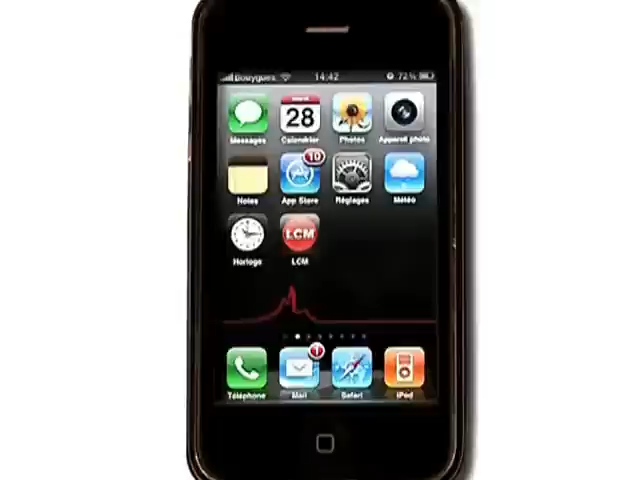 Bouygues 14:42 72 %
28
Messages Calendrier Photos Appareil photo
10
Notes App Store Réglages Météo
LCM
Horloge LCM
1
Téléphone Mail Safari iPod